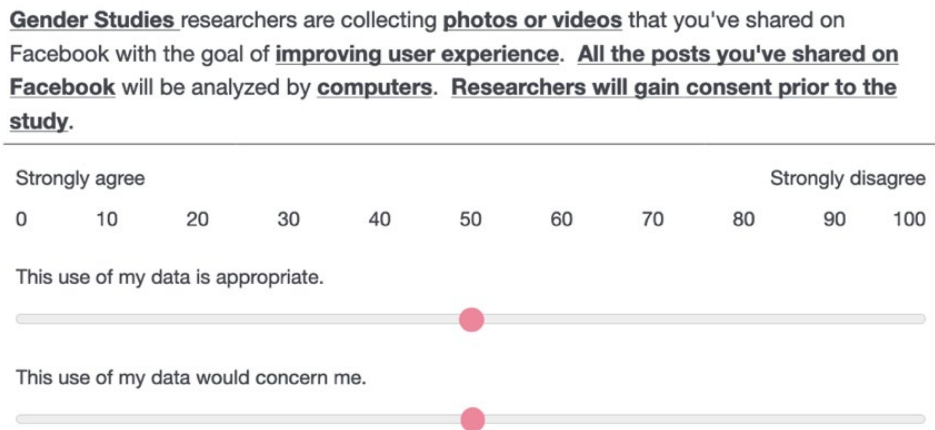 Gender Studies researchers are collecting photos or videos that you've shared on
Facebook with the goal of improving user experience. All the posts you've shared on
Facebook will be analyzed by computers. Researchers will gain consent prior to the
study.
Strongly agree Strongly disagree
0 10 20 30 40 50 60 70 80 90 100
This use of my data is appropriate.
This use of my data would concern me.